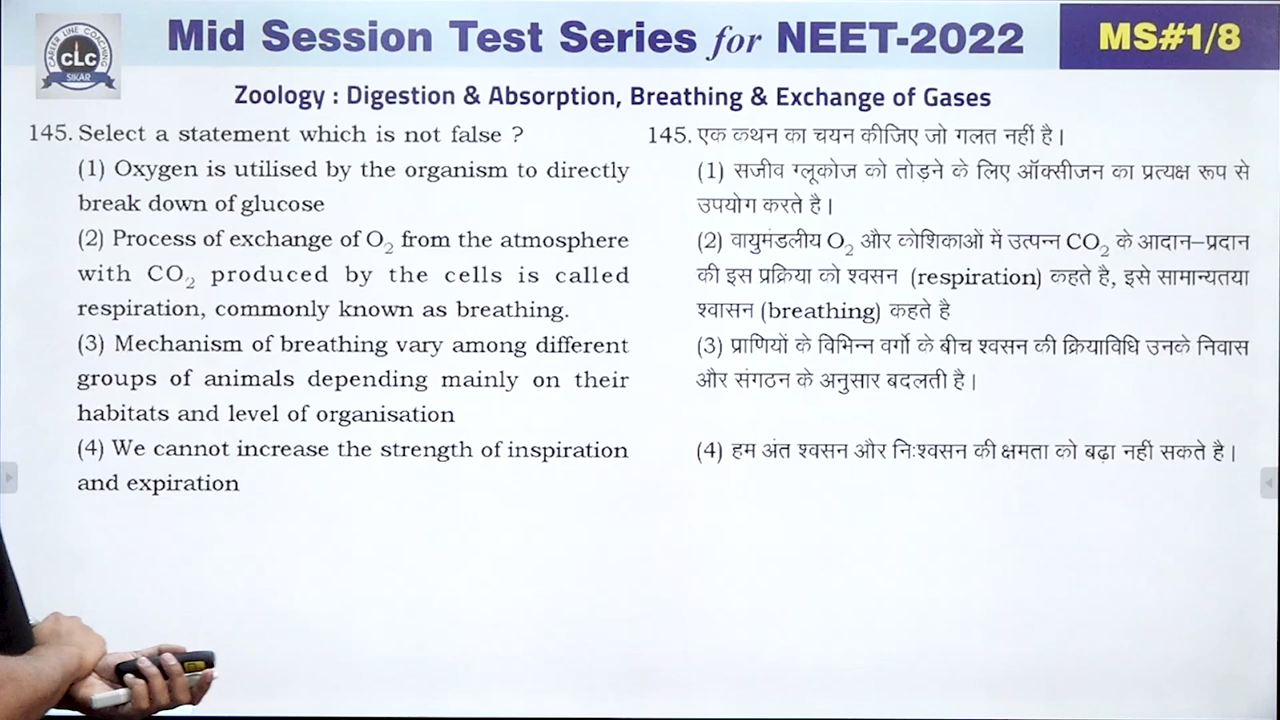 CAREER LINE COACHING
CLC
SIKAR
Mid Session Test Series for NEET-2022
MS#1/8
Zoology : Digestion & Absorption, Breathing & Exchange of Gases
145. Select a statement which is not false ?
(1) Oxygen is utilised by the organism to directly
break down of glucose
(2) Process of exchange of O₂ from the atmosphere
with CO₂ produced by the cells is called
respiration, commonly known as breathing.
(3) Mechanism of breathing vary among different
groups of animals depending mainly on their
habitats and level of organisation
(4) We cannot increase the strength of inspiration
and expiration
145. एक कथन का चयन कीजिए जो गलत नहीं है।
(1) सजीव ग्लूकोज को तोड़ने के लिए ऑक्सीजन का प्रत्यक्ष रूप से
उपयोग करते है।
(2) वायुमंडलीय O₂ और कोशिकाओं में उत्पन्न CO₂ के आदान–प्रदान
की इस प्रक्रिया को श्वसन (respiration) कहते है, इसे सामान्यतया
श्वासन (breathing) कहते है
(3) प्राणियों के विभिन्न वर्गो के बीच श्वसन की क्रियाविधि उनके निवास
और संगठन के अनुसार बदलती है।
(4) हम अंत श्वसन और निःश्वसन की क्षमता को बढ़ा नहीं सकते है।